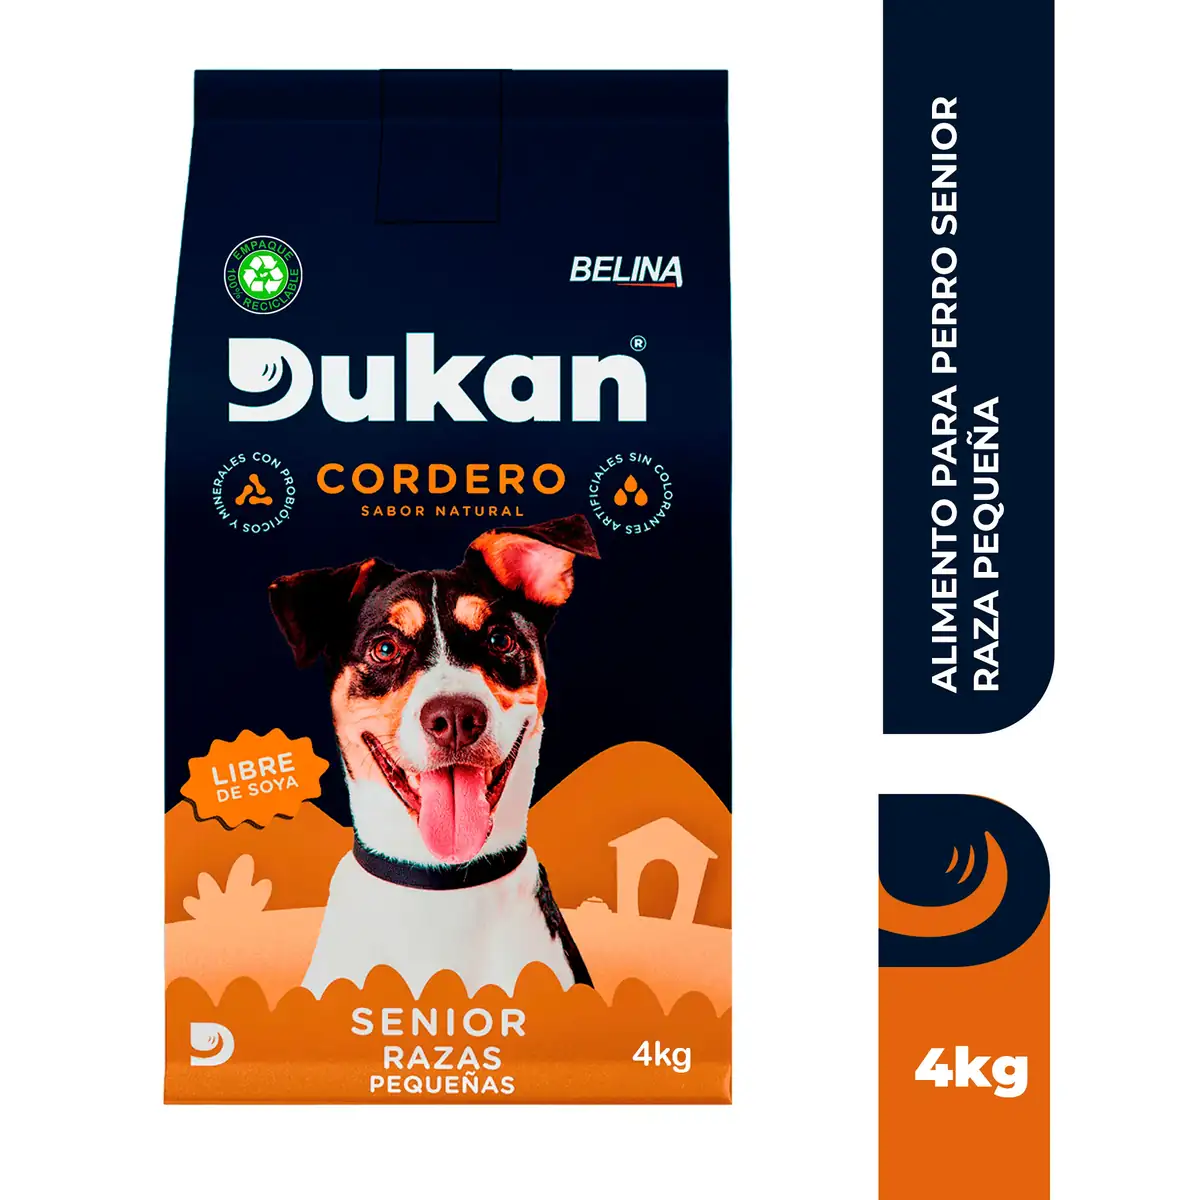 EMPAQUE
100% RECICLABLE
BELINA
Dukan®
MINERALES CON PROBIÓTICOS Y
CORDERO
SABOR NATURAL
SIN COLORANTES ARTIFICIALES
LIBRE
DE SOYA
SENIOR
RAZAS
PEQUEÑAS
4kg
ALIMENTO PARA PERRO SENIOR
RAZA PEQUEÑA
4kg